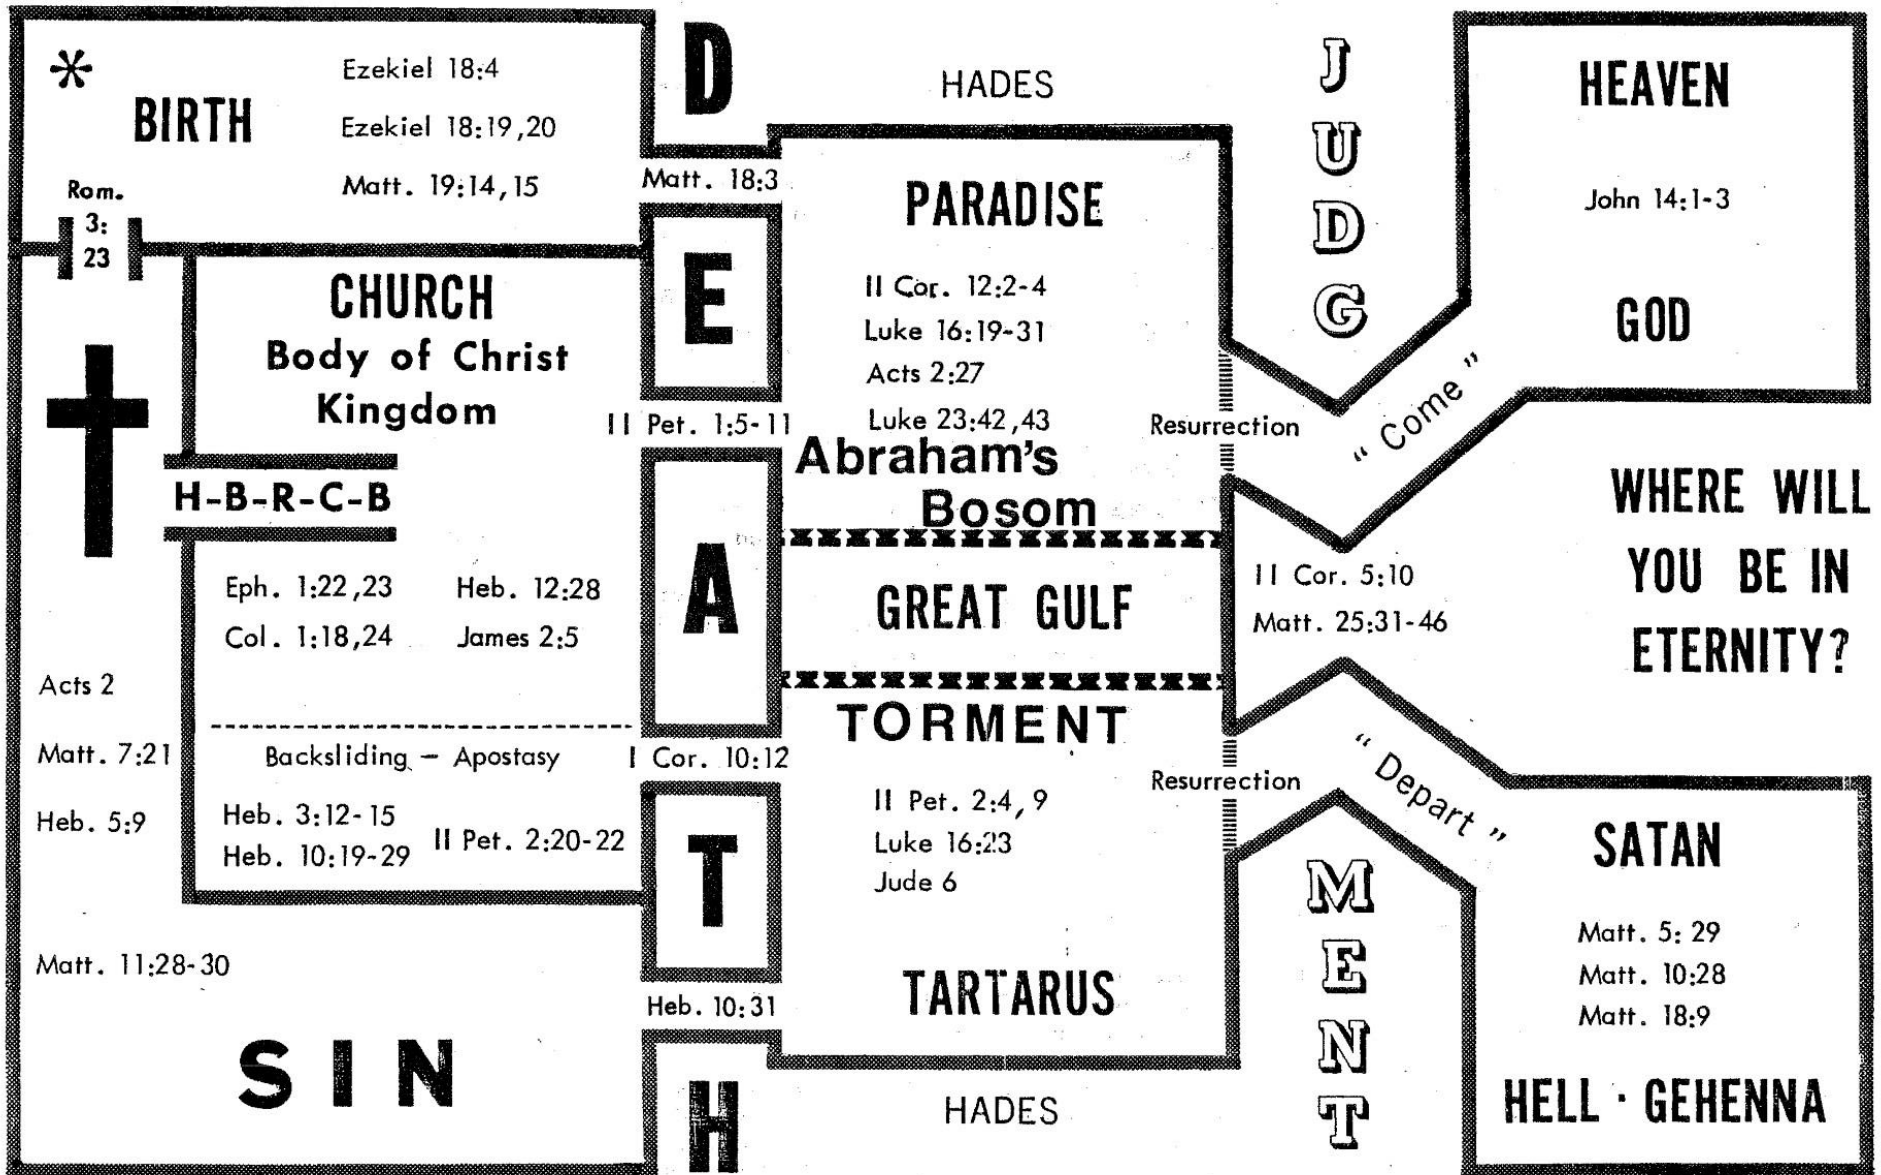 *
BIRTH
Ezekiel 18:4
Ezekiel 18:19,20
Matt. 19:14,15
Rom.
3:
23
CHURCH
Body of Christ
Kingdom
H-B-R-C-B
Eph. 1:22,23
Heb. 12:28
Col. 1:18,24
James 2:5
Backsliding - Apostasy
Heb. 3:12-15
Heb. 10:19-29
II Pet. 2:20-22
Acts 2
Matt. 7:21
Heb. 5:9
Matt. 11:28-30
SIN
D
Matt. 18:3
E
II Pet. 1:5-11
A
I Cor. 10:12
T
Heb. 10:31
H
HADES
PARADISE
II Cor. 12:2-4
Luke 16:19-31
Acts 2:27
Luke 23:42,43
Abraham's
Bosom
GREAT GULF
TORMENT
II Pet. 2:4, 9
Luke 16:23
Jude 6
TARTARUS
HADES
J
U
D
G
M
E
N
T
Resurrection
"Come"
II Cor. 5:10
Matt. 25:31-46
Resurrection
"Depart"
HEAVEN
John 14:1-3
GOD
WHERE WILL
YOU BE IN
ETERNITY?
SATAN
Matt. 5: 29
Matt. 10:28
Matt. 18:9
HELL · GEHENNA